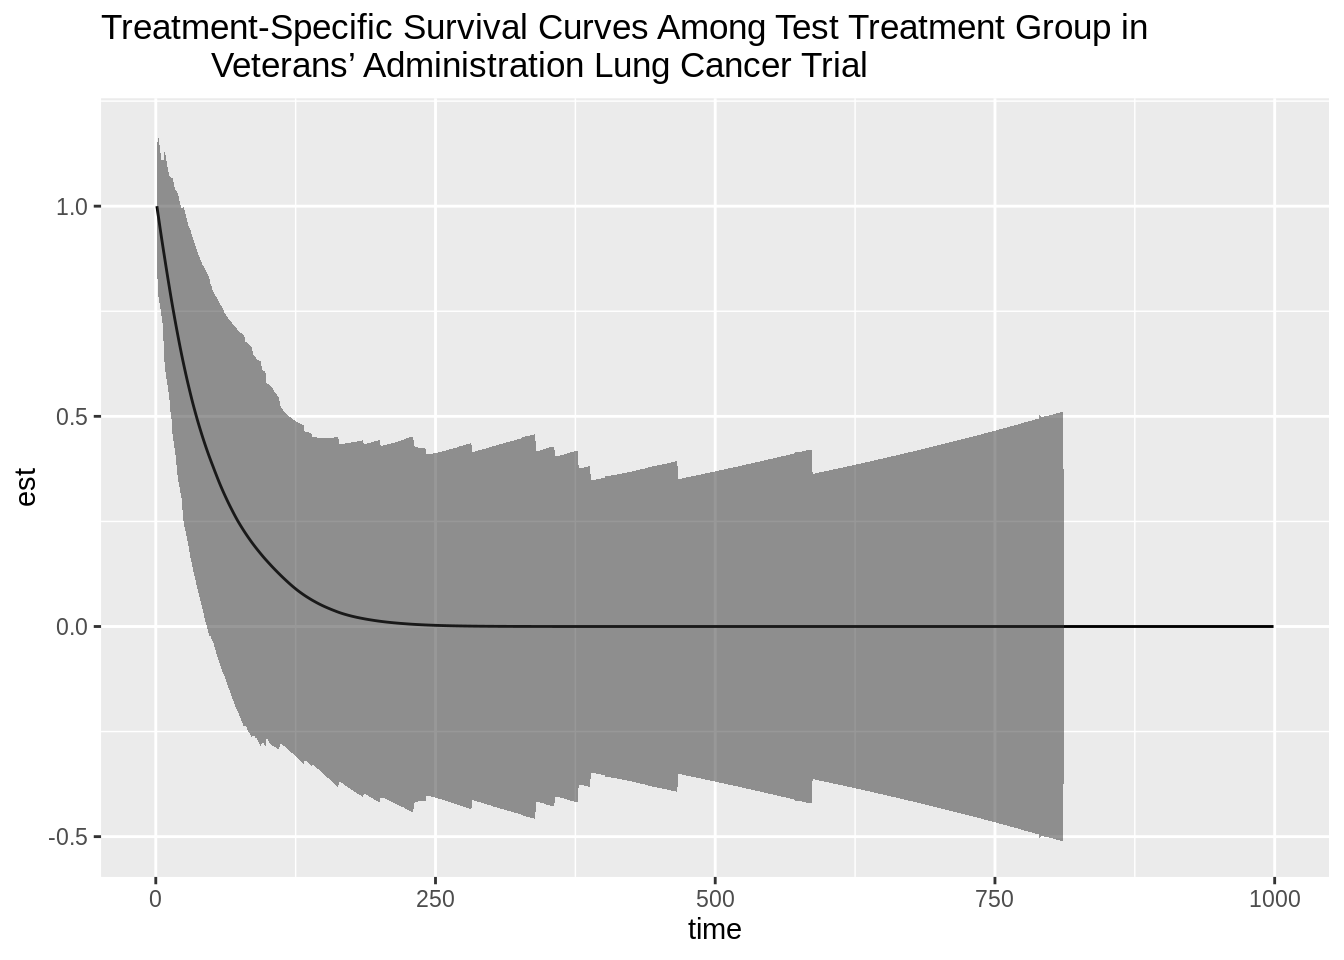 Treatment-Specific Survival Curves Among Test Treatment Group in
Veterans’ Administration Lung Cancer Trial
1.0
0.5
0.0
-0.5
est
0 250 500 750 1000
time